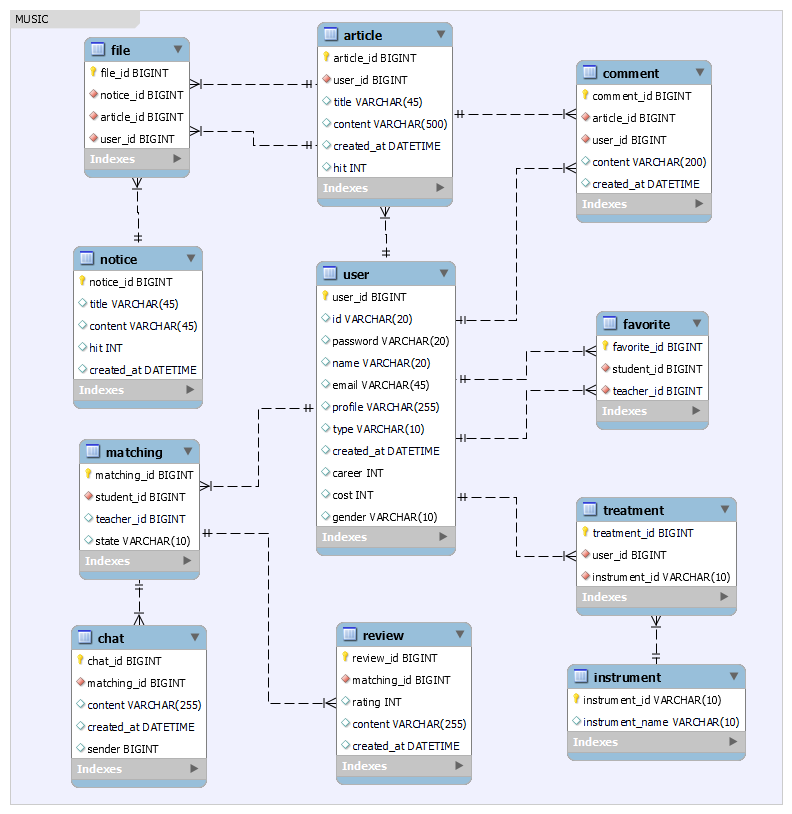 MUSIC
file
file_id BIGINT
notice_id BIGINT
article_id BIGINT
user_id BIGINT
Indexes
article
article_id BIGINT
user_id BIGINT
title VARCHAR(45)
content VARCHAR(500)
created_at DATETIME
hit INT
Indexes
comment
comment_id BIGINT
article_id BIGINT
user_id BIGINT
content VARCHAR(200)
created_at DATETIME
Indexes
notice
notice_id BIGINT
title VARCHAR(45)
content VARCHAR(45)
hit INT
created_at DATETIME
Indexes
user
user_id BIGINT
id VARCHAR(20)
password VARCHAR(20)
name VARCHAR(20)
email VARCHAR(45)
profile VARCHAR(255)
type VARCHAR(10)
created_at DATETIME
career INT
cost INT
gender VARCHAR(10)
Indexes
favorite
favorite_id BIGINT
student_id BIGINT
teacher_id BIGINT
Indexes
matching
matching_id BIGINT
student_id BIGINT
teacher_id BIGINT
state VARCHAR(10)
Indexes
treatment
treatment_id BIGINT
user_id BIGINT
instrument_id VARCHAR(10)
Indexes
chat
chat_id BIGINT
matching_id BIGINT
content VARCHAR(255)
created_at DATETIME
sender BIGINT
Indexes
review
review_id BIGINT
matching_id BIGINT
rating INT
content VARCHAR(255)
created_at DATETIME
Indexes
instrument
instrument_id VARCHAR(10)
instrument_name VARCHAR(10)
Indexes